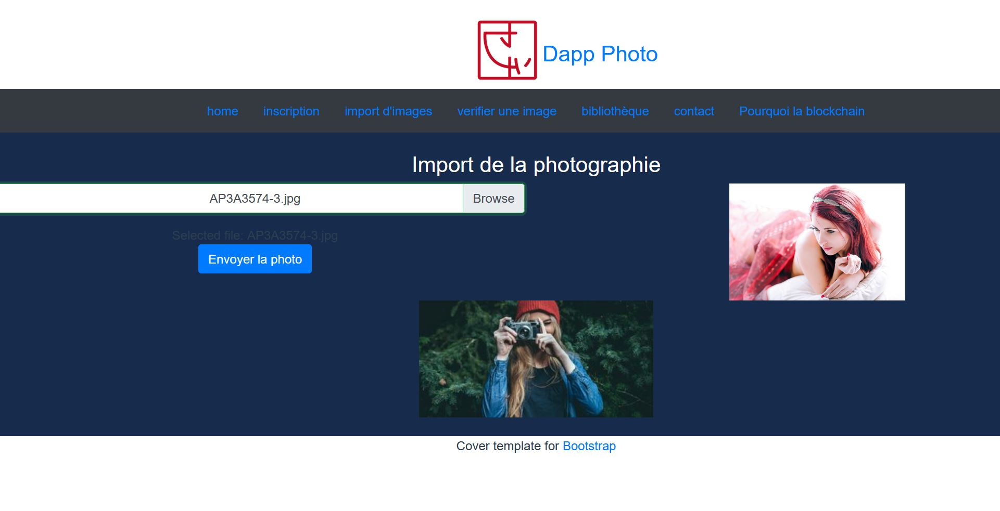 Dapp Photo
home inscription import d'images verifier une image bibliothèque contact Pourquoi la blockchain
Import de la photographie
AP3A3574-3.jpg Browse
Selected file: AP3A3574-3.jpg
Envoyer la photo
Cover template for Bootstrap